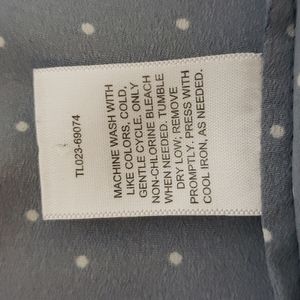 MACHINE WASH WITH
LIKE COLORS, COLD,
GENTLE CYCLE. ONLY
NON-CHLORINE BLEACH
WHEN NEEDED. TUMBLE
DRY LOW; REMOVE
PROMPTLY. PRESS WITH
COOL IRON, AS NEEDED.
TL023-69074